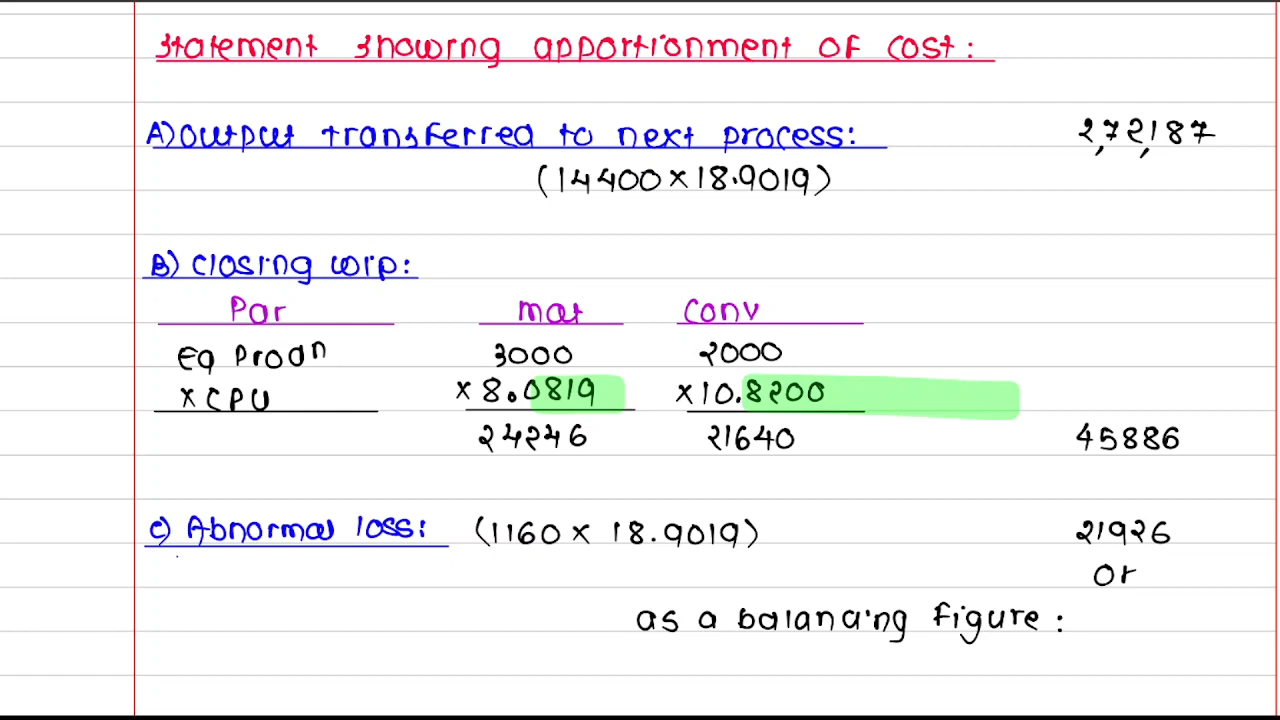 Statement showing apportionment of cost:
A) Output transferred to next process: 2,72,187
(14400 × 18.9019)
B) Closing WIP:
Par Mat Conv
Eq Prodn 3000 2000
× CPU × 8.0819 × 10.8200
24246 21640 45886
C) Abnormal loss: (1160 × 18.9019) 21926
Or
as a balancing figure: